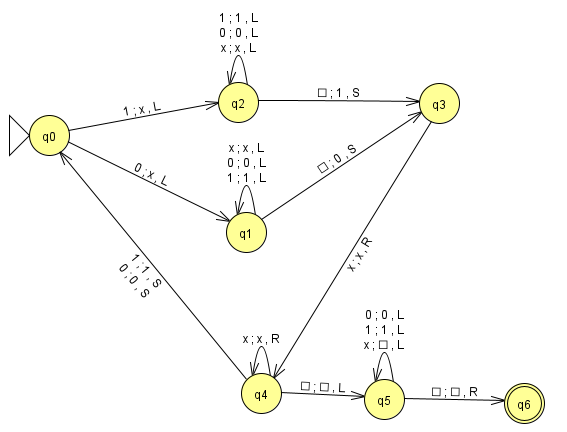 1 ; 1 , L
0 ; 0 , L
x ; x , L
q2
□ ; 1 , S
q3
1 ; x , L
q0
x ; x , L
0 ; 0 , L
1 ; 1 , L
0 ; x , L
□ ; 0 , S
q1
x ; x , R
1 ; 1 , S
0 ; 0 , S
x ; x , R
q4
□ ; □ , L
0 ; 0 , L
1 ; 1 , L
x ; □ , L
q5
□ ; □ , R
q6